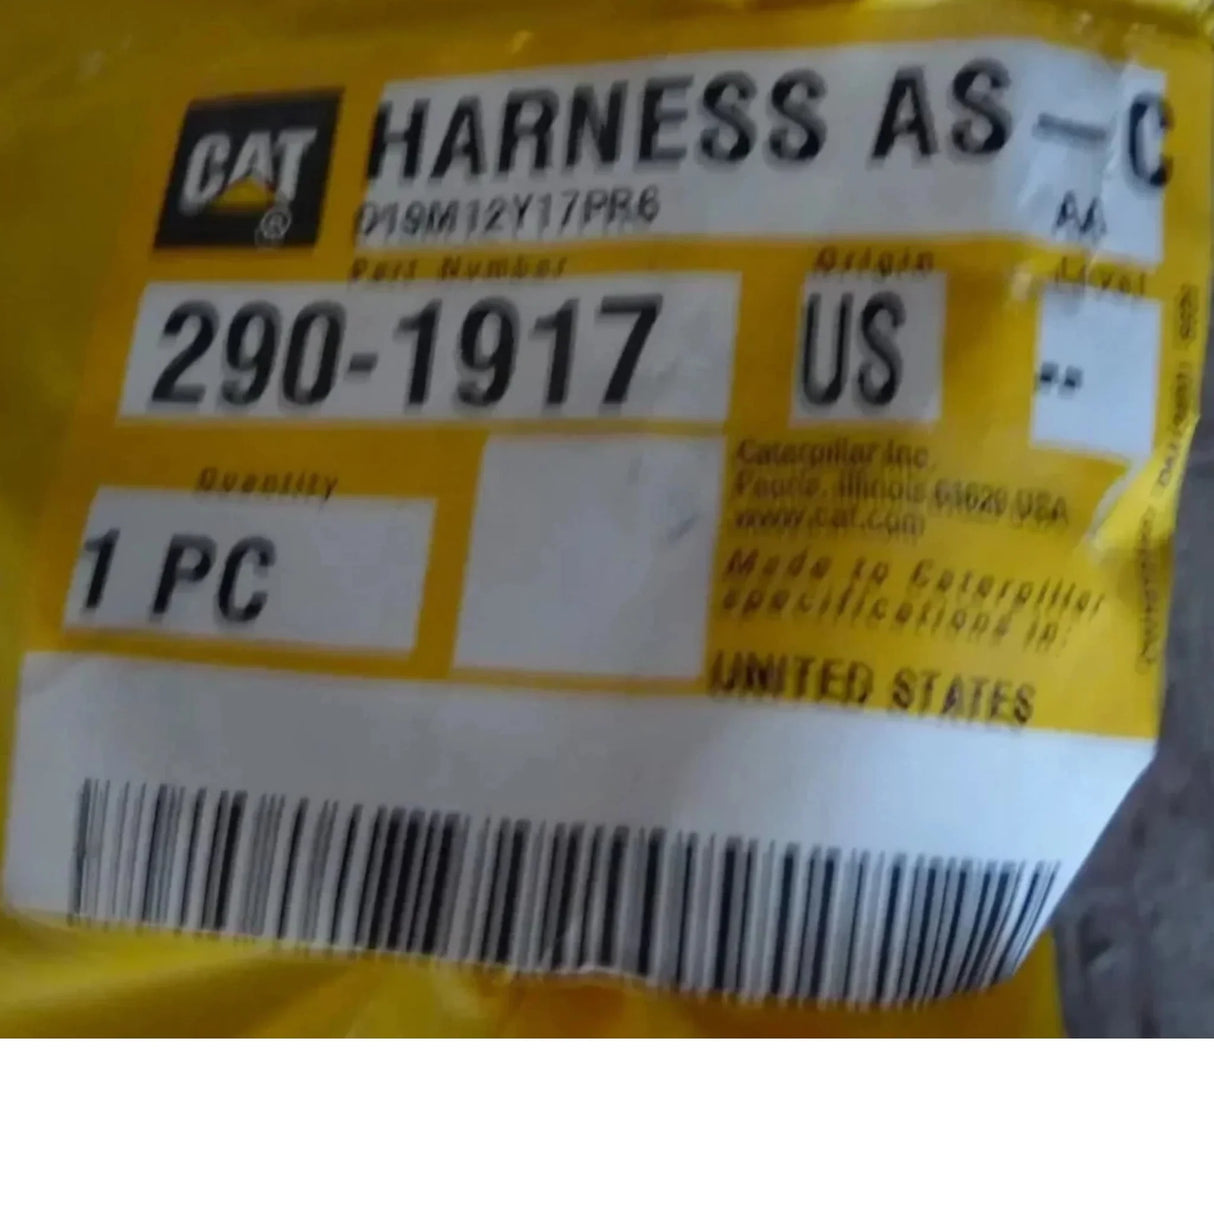 CAT
®
HARNESS AS-C
D19M12Y17PR6
AA
Part Number
Origin
Level
290-1917
US
--
Quantity
1 PC
Caterpillar Inc.
Peoria, Illinois 61629 USA
www.cat.com
Made to Caterpillar
specifications in:
UNITED STATES